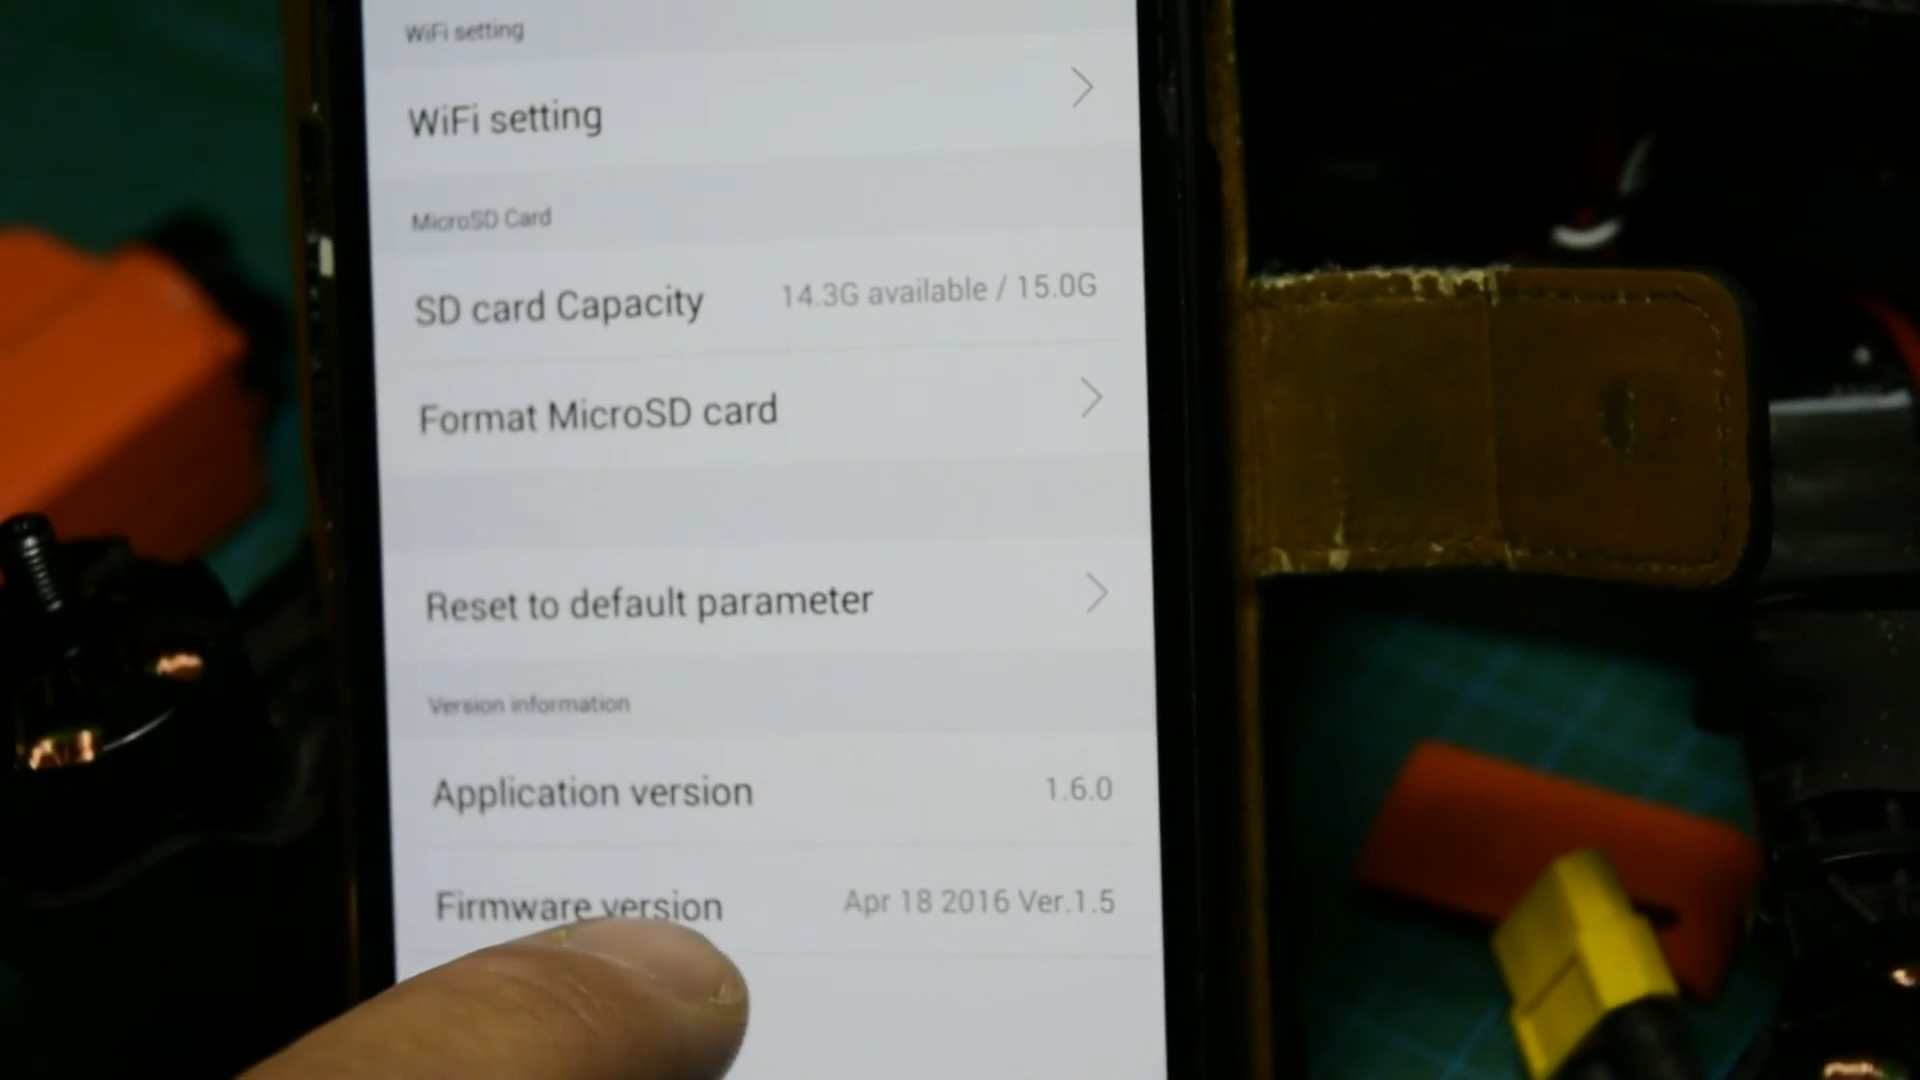 WiFi setting
WiFi setting
MicroSD Card
SD card Capacity 14.3G available / 15.0G
Format MicroSD card
Reset to default parameter
Version information
Application version 1.6.0
Firmware version Apr 18 2016 Ver.1.5